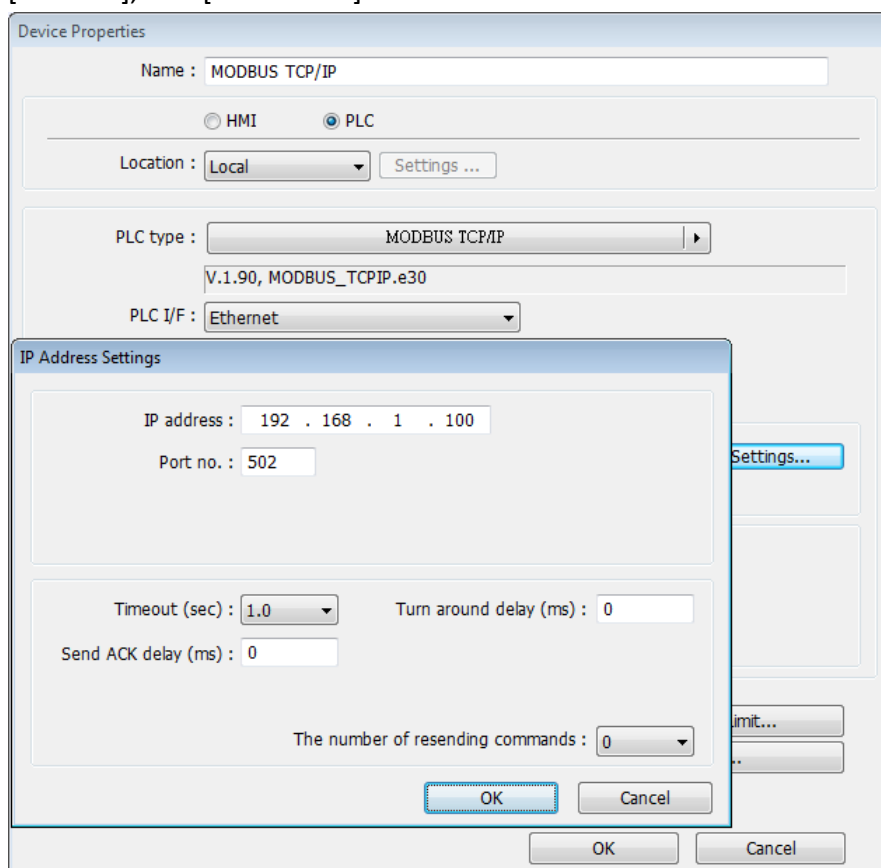 Device Properties
Name : MODBUS TCP/IP
HMI PLC
Location : Local Settings ...
PLC type : MODBUS TCP/IP
V.1.90, MODBUS_TCPIP.e30
PLC I/F : Ethernet
IP Address Settings
IP address : 192 . 168 . 1 . 100
Port no. : 502
Settings...
Timeout (sec) : 1.0 Turn around delay (ms) : 0
Send ACK delay (ms) : 0
The number of resending commands : 0
OK Cancel
OK Cancel